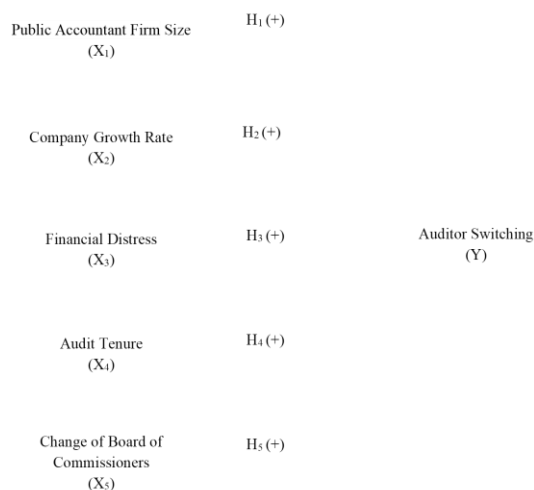 Public Accountant Firm Size
(X₁)
H₁ (+)
Company Growth Rate
(X₂)
H₂ (+)
Financial Distress
(X₃)
H₃ (+)
Auditor Switching
(Y)
Audit Tenure
(X₄)
H₄ (+)
Change of Board of
Commissioners
(X₅)
H₅ (+)